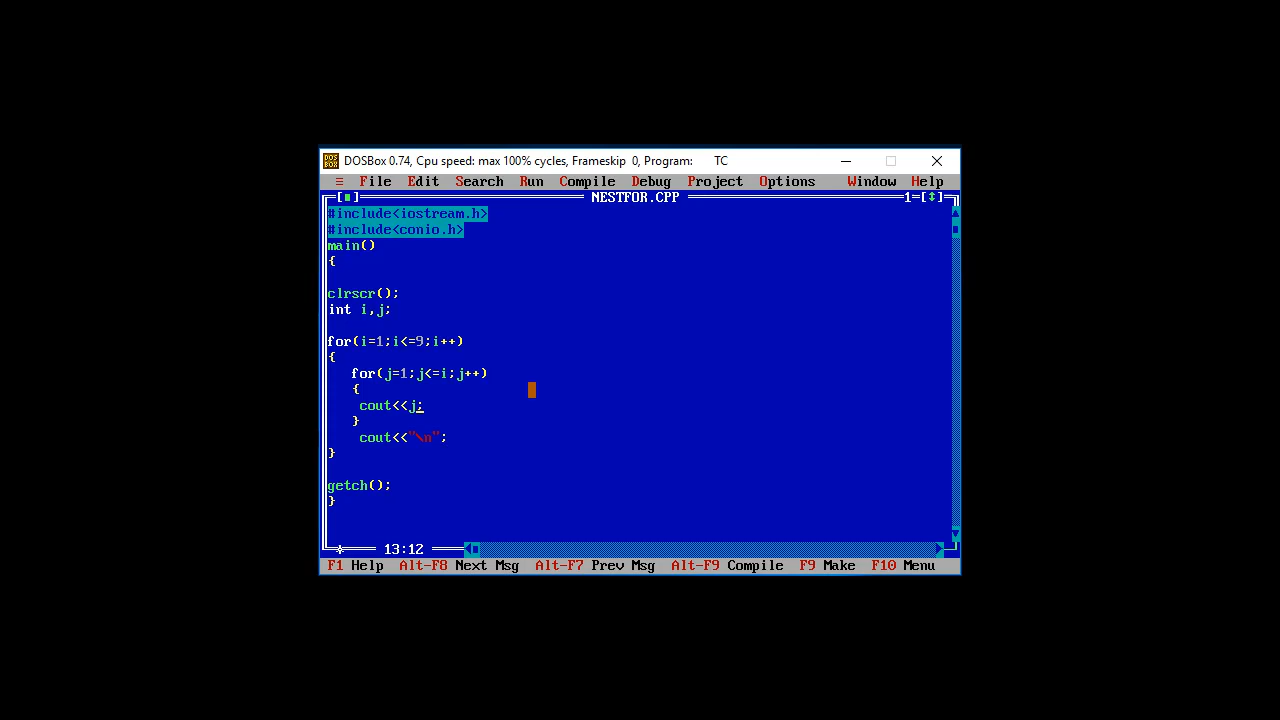 DOSBox 0.74, Cpu speed: max 100% cycles, Frameskip 0, Program: TC
≡ File Edit Search Run Compile Debug Project Options Window Help
[■] NESTFOR.CPP 1=[↕]
#include<iostream.h>
#include<conio.h>
main()
{
clrscr();
int i,j;
for(i=1;i<=9;i++)
{
for(j=1;j<=i;j++)
{
cout<<j;
}
cout<<"\n";
}
getch();
}
13:12
F1 Help Alt-F8 Next Msg Alt-F7 Prev Msg Alt-F9 Compile F9 Make F10 Menu